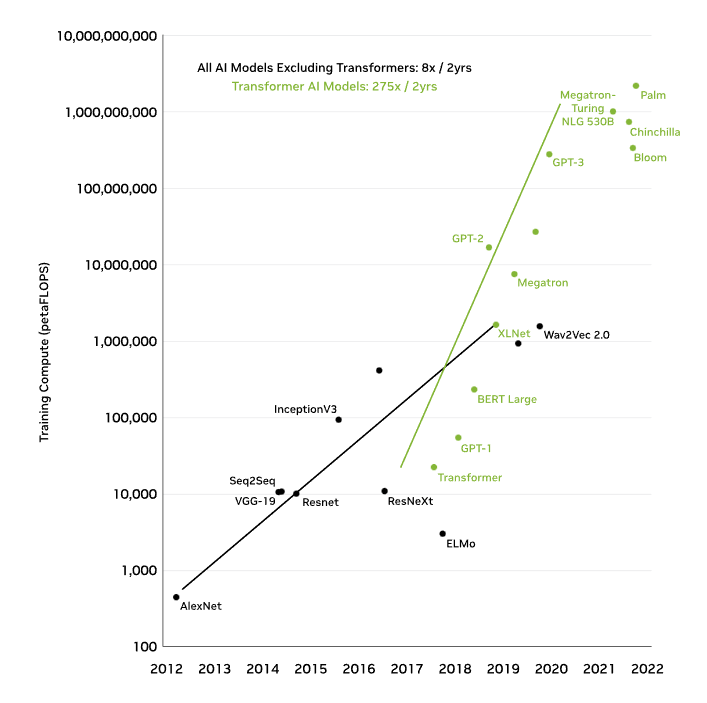 10,000,000,000
All AI Models Excluding Transformers: 8x / 2yrs
Transformer AI Models: 275x / 2yrs
1,000,000,000
100,000,000
10,000,000
1,000,000
100,000
10,000
1,000
100
Training Compute (petaFLOPS)
Palm
Megatron-
Turing
NLG 530B
Chinchilla
Bloom
GPT-3
GPT-2
Megatron
XLNet
Wav2Vec 2.0
BERT Large
InceptionV3
GPT-1
Transformer
Seq2Seq
VGG-19
Resnet
ResNeXt
ELMo
AlexNet
2012 2013 2014 2015 2016 2017 2018 2019 2020 2021 2022